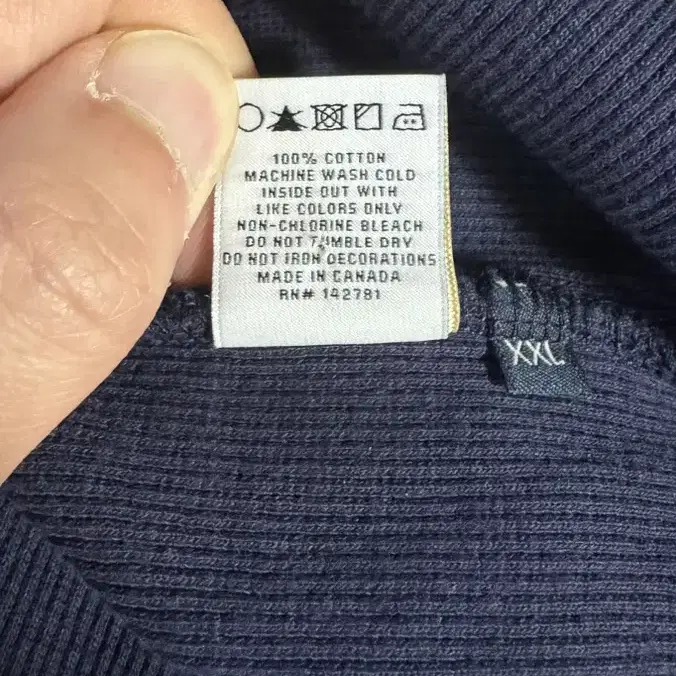 100% COTTON
MACHINE WASH COLD
INSIDE OUT WITH
LIKE COLORS ONLY
NON-CHLORINE BLEACH
DO NOT TUMBLE DRY
DO NOT IRON DECORATIONS
MADE IN CANADA
RN# 142781
XXL